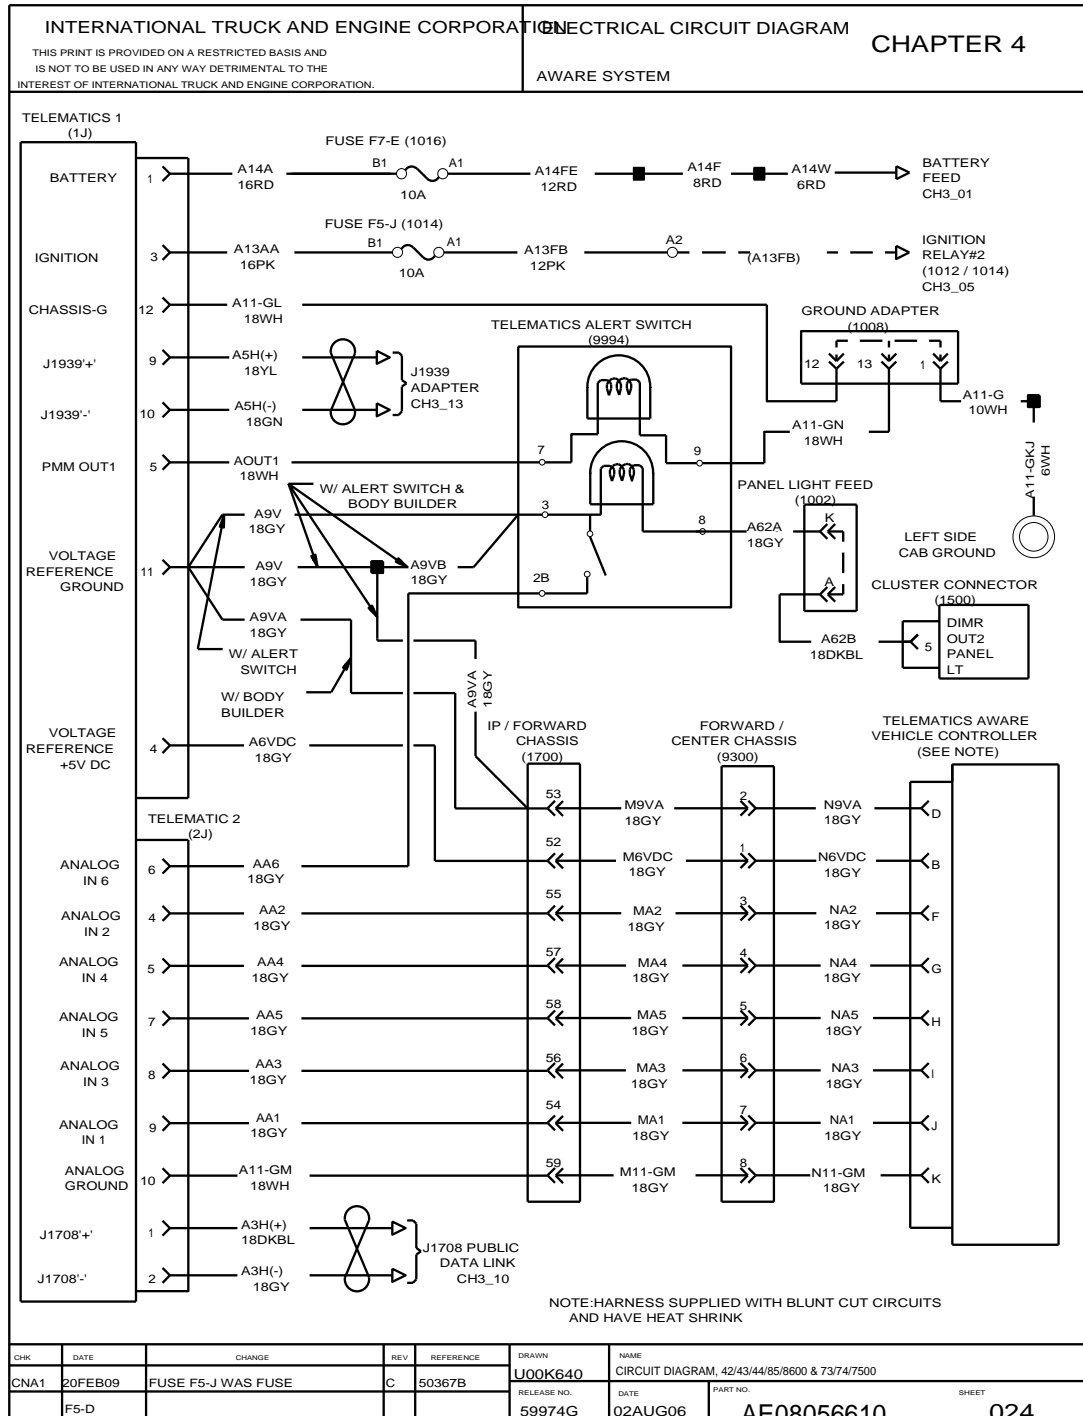 INTERNATIONAL TRUCK AND ENGINE CORPORATION
THIS PRINT IS PROVIDED ON A RESTRICTED BASIS AND
IS NOT TO BE USED IN ANY WAY DETRIMENTAL TO THE
INTEREST OF INTERNATIONAL TRUCK AND ENGINE CORPORATION.
ELECTRICAL CIRCUIT DIAGRAM
CHAPTER 4
AWARE SYSTEM
TELEMATICS 1
(1J)
BATTERY
1
A14A
16RD
FUSE F7-E (1016)
B1
A1
10A
A14FE
12RD
A14F
8RD
A14W
6RD
BATTERY
FEED
CH3_01
IGNITION
3
A13AA
16PK
FUSE F5-J (1014)
B1
A1
10A
A13FB
12PK
A2
(A13FB)
IGNITION
RELAY#2
(1012 / 1014)
CH3_05
CHASSIS-G
12
A11-GL
18WH
TELEMATICS ALERT SWITCH
(9994)
GROUND ADAPTER
(1008)
12
13
1
J1939'+'
9
A5H(+)
18YL
J1939
ADAPTER
CH3_13
J1939'-'
10
A5H(-)
18GN
A11-G
10WH
A11-GN
18WH
A11-GKJ
6WH
PMM OUT1
5
AOUT1
18WH
7
9
W/ ALERT SWITCH &
BODY BUILDER
PANEL LIGHT FEED
(1002)
K
A
A9V
18GY
3
8
A62A
18GY
LEFT SIDE
CAB GROUND
VOLTAGE
REFERENCE
GROUND
11
A9V
18GY
A9VB
18GY
2B
CLUSTER CONNECTOR
(1500)
5
DIMR
OUT2
PANEL
LT
A9VA
18GY
A62B
18DKBL
W/ ALERT
SWITCH
W/ BODY
BUILDER
A9VA
18GY
VOLTAGE
REFERENCE
+5V DC
4
A6VDC
18GY
IP / FORWARD
CHASSIS
(1700)
FORWARD /
CENTER CHASSIS
(9300)
TELEMATICS AWARE
VEHICLE CONTROLLER
(SEE NOTE)
53
M9VA
18GY
2
N9VA
18GY
D
TELEMATIC 2
(2J)
ANALOG
IN 6
6
AA6
18GY
52
M6VDC
18GY
1
N6VDC
18GY
B
ANALOG
IN 2
4
AA2
18GY
55
MA2
18GY
3
NA2
18GY
F
ANALOG
IN 4
5
AA4
18GY
57
MA4
18GY
4
NA4
18GY
G
ANALOG
IN 5
7
AA5
18GY
58
MA5
18GY
5
NA5
18GY
H
ANALOG
IN 3
8
AA3
18GY
56
MA3
18GY
6
NA3
18GY
I
ANALOG
IN 1
9
AA1
18GY
54
MA1
18GY
7
NA1
18GY
J
ANALOG
GROUND
10
A11-GM
18WH
59
M11-GM
18GY
8
N11-GM
18GY
K
J1708'+'
1
A3H(+)
18DKBL
J1708 PUBLIC
DATA LINK
CH3_10
J1708'-'
2
A3H(-)
18GY
NOTE:HARNESS SUPPLIED WITH BLUNT CUT CIRCUITS
AND HAVE HEAT SHRINK
CHK
DATE
CHANGE
REV
REFERENCE
DRAWN
NAME
CNA1
20FEB09
FUSE F5-J WAS FUSE
C
50367B
U00K640
CIRCUIT DIAGRAM, 42/43/44/85/8600 & 73/74/7500
F5-D
RELEASE NO.
59974G
DATE
02AUG06
PART NO.
AE08056610
SHEET
024